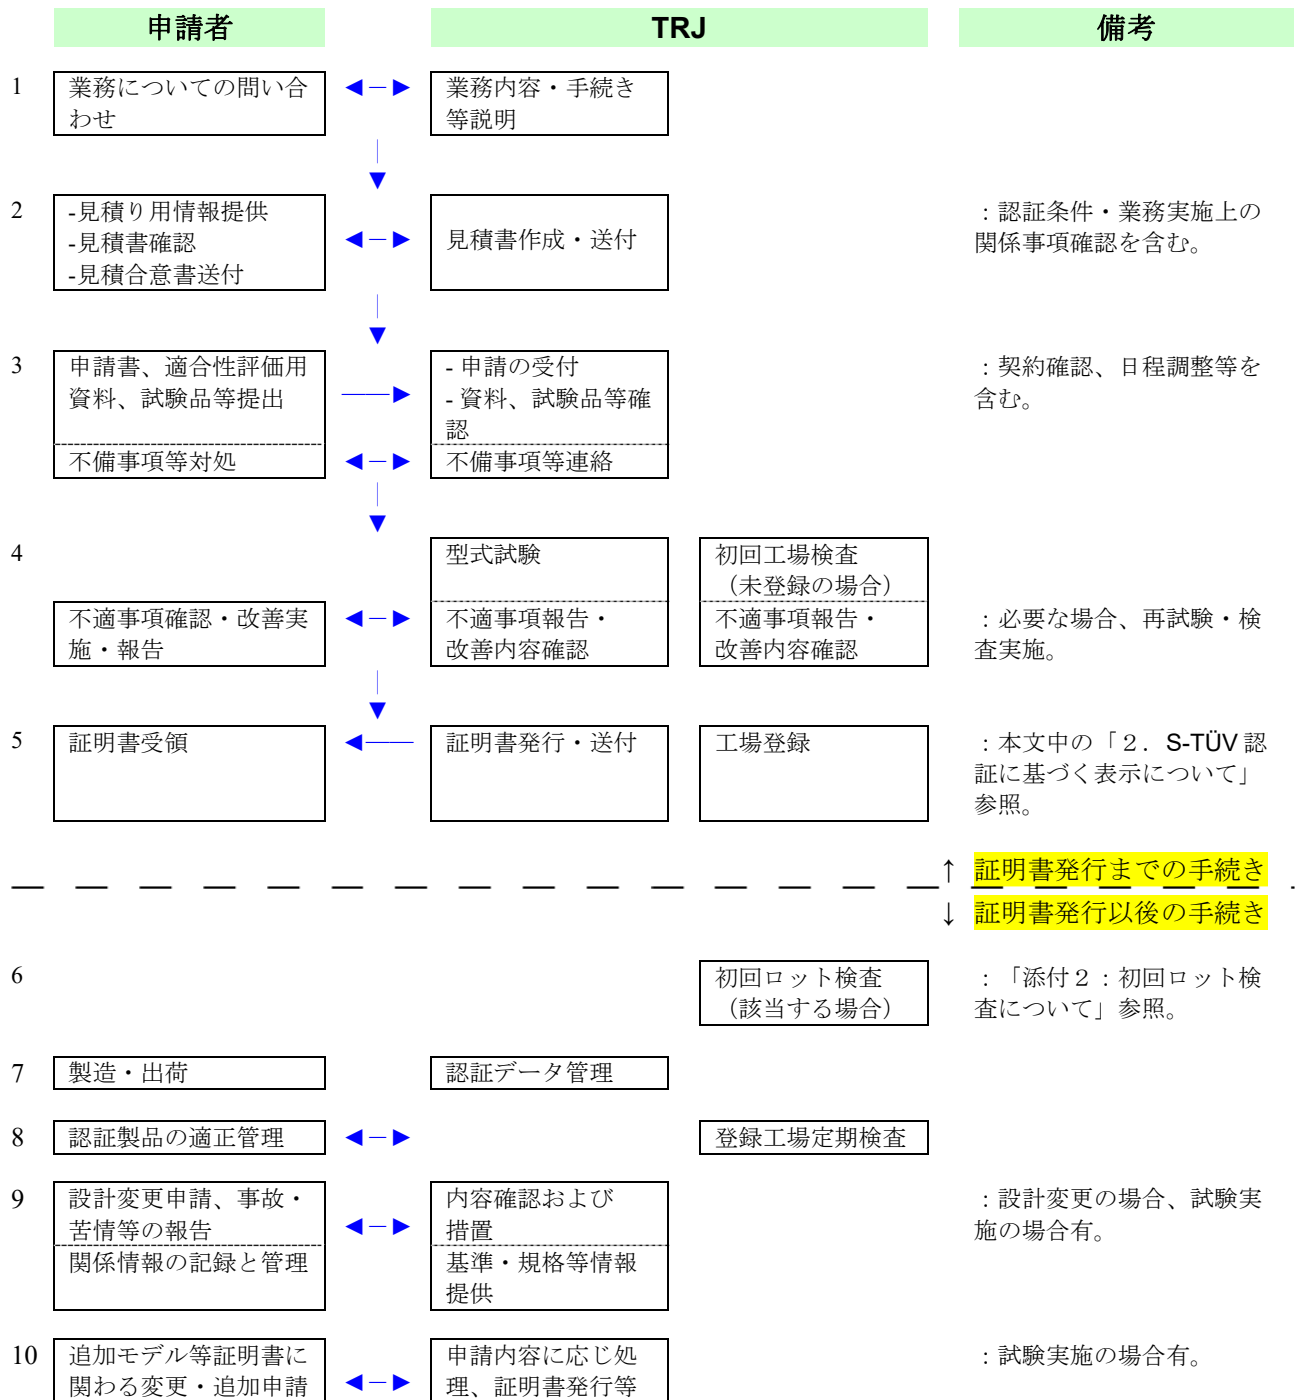 申請者
TRJ
備考
1
業務についての問い合
わせ
業務内容・手続き
等説明
2
-見積り用情報提供
-見積書確認
-見積合意書送付
見積書作成・送付
：認証条件・業務実施上の
関係事項確認を含む。
3
申請書、適合性評価用
資料、試験品等提出
- 申請の受付
- 資料、試験品等確
認
：契約確認、日程調整等を
含む。
不備事項等対処
不備事項等連絡
4
型式試験
初回工場検査
（未登録の場合）
不適事項確認・改善実
施・報告
不適事項報告・
改善内容確認
不適事項報告・
改善内容確認
：必要な場合、再試験・検
査実施。
5
証明書受領
証明書発行・送付
工場登録
：本文中の「２．S-TÜV 認
証に基づく表示について」
参照。
↑ 証明書発行までの手続き
↓ 証明書発行以後の手続き
6
初回ロット検査
（該当する場合）
：「添付２：初回ロット検
査について」参照。
7
製造・出荷
認証データ管理
8
認証製品の適正管理
登録工場定期検査
9
設計変更申請、事故・
苦情等の報告
内容確認および
措置
：設計変更の場合、試験実
施の場合有。
関係情報の記録と管理
基準・規格等情報
提供
10
追加モデル等証明書に
関わる変更・追加申請
申請内容に応じ処
理、証明書発行等
：試験実施の場合有。